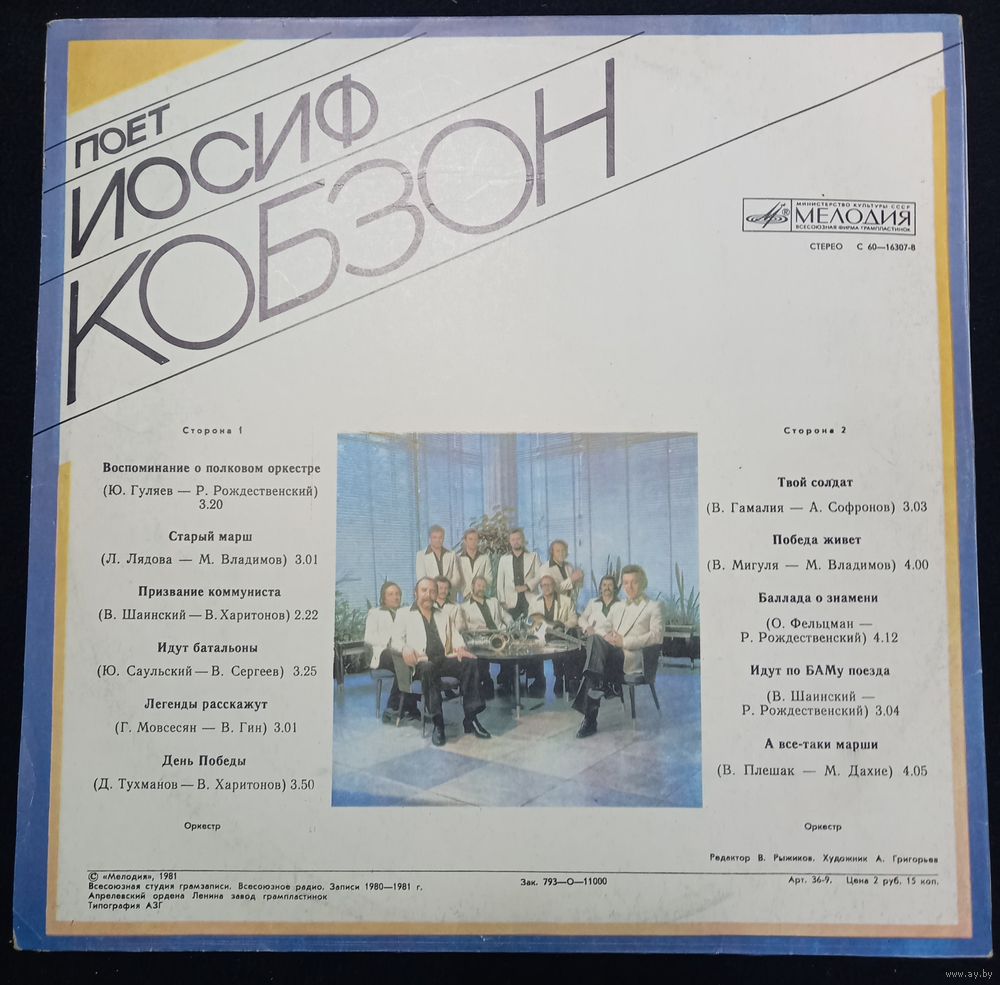 ПОЕТ
ИОСИФ
КОБЗОН
МИНИСТЕРСТВО КУЛЬТУРЫ СССР
МЕЛОДИЯ
ВСЕСОЮЗНАЯ ФИРМА ГРАМПЛАСТИНОК
СТЕРЕО С 60—16307-8
Сторона 1
Воспоминание о полковом оркестре
(Ю. Гуляев — Р. Рождественский)
3.20
Старый марш
(Л. Лядова — М. Владимов) 3.01
Призвание коммуниста
(В. Шаинский — В. Харитонов) 2.22
Идут батальоны
(Ю. Саульский — В. Сергеев) 3.25
Легенды расскажут
(Г. Мовсесян — В. Гин) 3.01
День Победы
(Д. Тухманов — В. Харитонов) 3.50
Оркестр
Сторона 2
Твой солдат
(В. Гамалия — А. Софронов) 3.03
Победа живет
(В. Мигуля — М. Владимов) 4.00
Баллада о знамени
(О. Фельцман —
Р. Рождественский) 4.12
Идут по БАМу поезда
(В. Шаинский —
Р. Рождественский) 3.04
А все-таки марши
(В. Плешак — М. Дахие) 4.05
Оркестр
Редактор В. Рыжиков. Художник А. Григорьев
© «Мелодия», 1981
Всесоюзная студия грамзаписи. Всесоюзное радио. Записи 1980—1981 г.
Апрелевский ордена Ленина завод грампластинок
Типография АЗГ
Зак. 793—О—11000
Арт. 36-9. Цена 2 руб. 15 коп.
www.ay.by